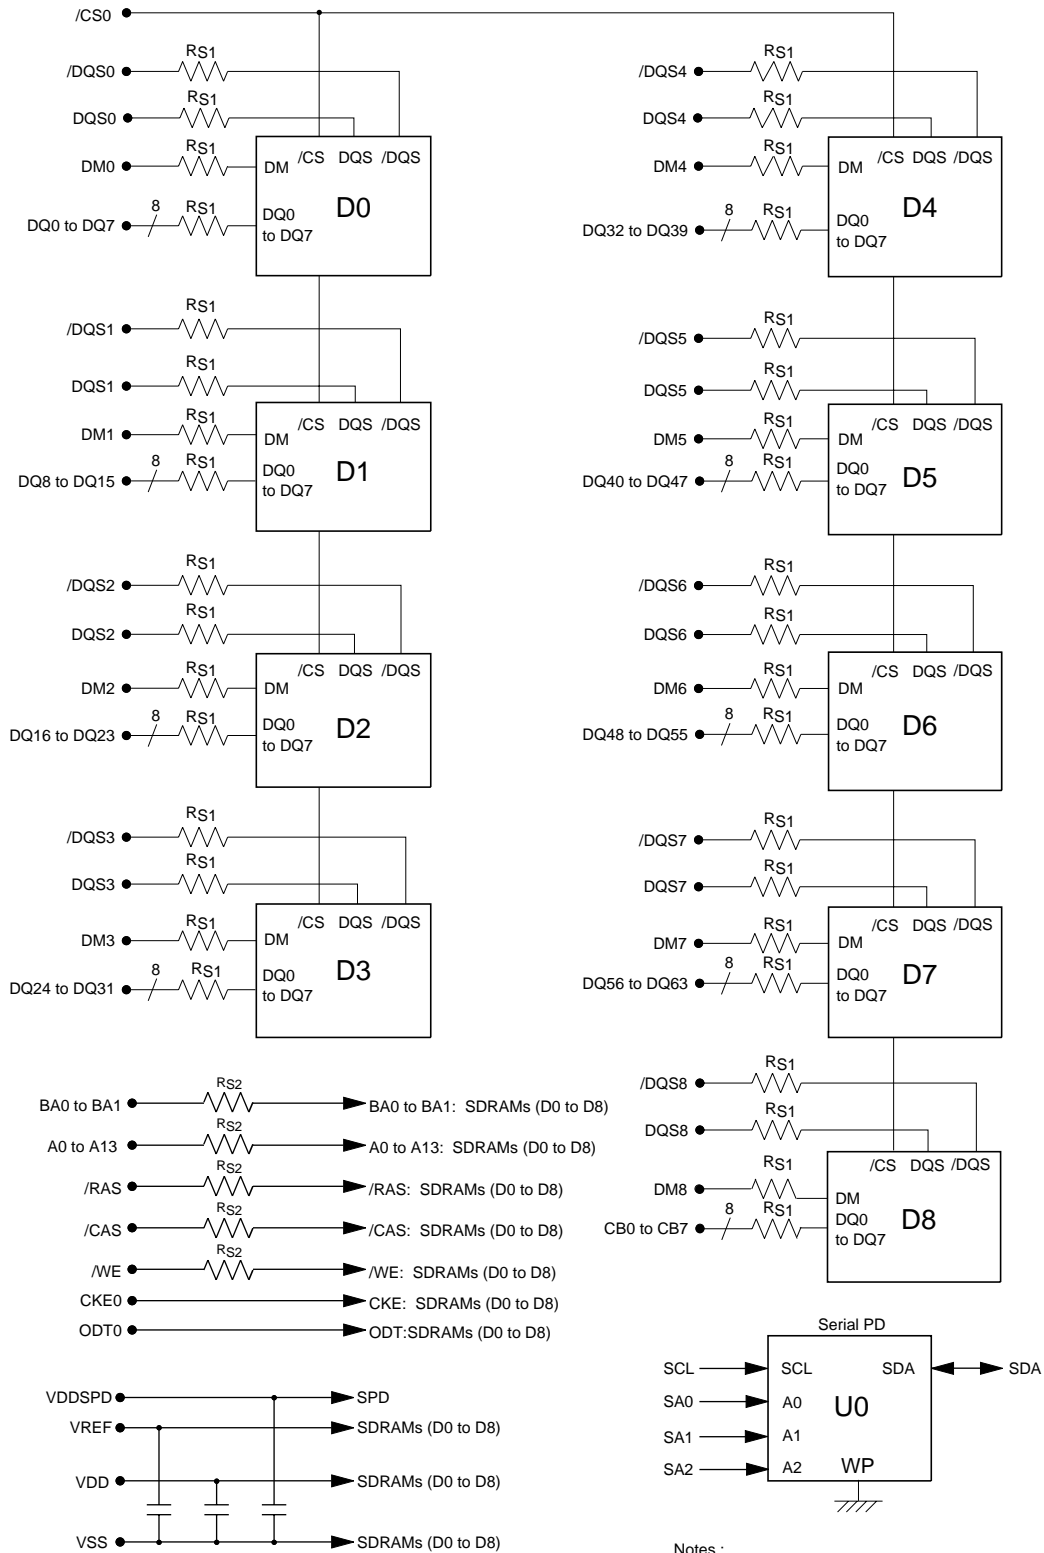 /CS0
RS1
/DQS0
RS1
DQS0
RS1
DM0
8
RS1
DQ0 to DQ7
/CS DQS /DQS
DM
D0
DQ0
to DQ7
RS1
/DQS1
RS1
DQS1
RS1
DM1
8
RS1
DQ8 to DQ15
/CS DQS /DQS
DM
DQ0
to DQ7
D1
RS1
/DQS2
RS1
DQS2
RS1
DM2
8
RS1
DQ16 to DQ23
/CS DQS /DQS
DM
DQ0
to DQ7
D2
RS1
/DQS3
RS1
DQS3
RS1
DM3
8
RS1
DQ24 to DQ31
/CS DQS /DQS
DM
DQ0
to DQ7
D3
RS1
/DQS4
RS1
DQS4
RS1
DM4
8
RS1
DQ32 to DQ39
/CS DQS /DQS
DM
D4
DQ0
to DQ7
RS1
/DQS5
RS1
DQS5
RS1
DM5
8
RS1
DQ40 to DQ47
/CS DQS /DQS
DM
DQ0
to DQ7
D5
RS1
/DQS6
RS1
DQS6
RS1
DM6
8
RS1
DQ48 to DQ55
/CS DQS /DQS
DM
DQ0
to DQ7
D6
RS1
/DQS7
RS1
DQS7
RS1
DM7
8
RS1
DQ56 to DQ63
/CS DQS /DQS
DM
DQ0
to DQ7
D7
RS1
/DQS8
RS1
DQS8
RS1
DM8
8
RS1
CB0 to CB7
/CS DQS /DQS
DM
DQ0
to DQ7
D8
RS2
BA0 to BA1 BA0 to BA1: SDRAMs (D0 to D8)
RS2
A0 to A13 A0 to A13: SDRAMs (D0 to D8)
RS2
/RAS /RAS: SDRAMs (D0 to D8)
RS2
/CAS /CAS: SDRAMs (D0 to D8)
RS2
/WE /WE: SDRAMs (D0 to D8)
CKE0 CKE: SDRAMs (D0 to D8)
ODT0 ODT:SDRAMs (D0 to D8)
VDDSPD SPD
VREF SDRAMs (D0 to D8)
VDD SDRAMs (D0 to D8)
VSS SDRAMs (D0 to D8)
Serial PD
SCL SCL SDA SDA
SA0 A0 U0
SA1 A1
SA2 A2 WP
Notes :